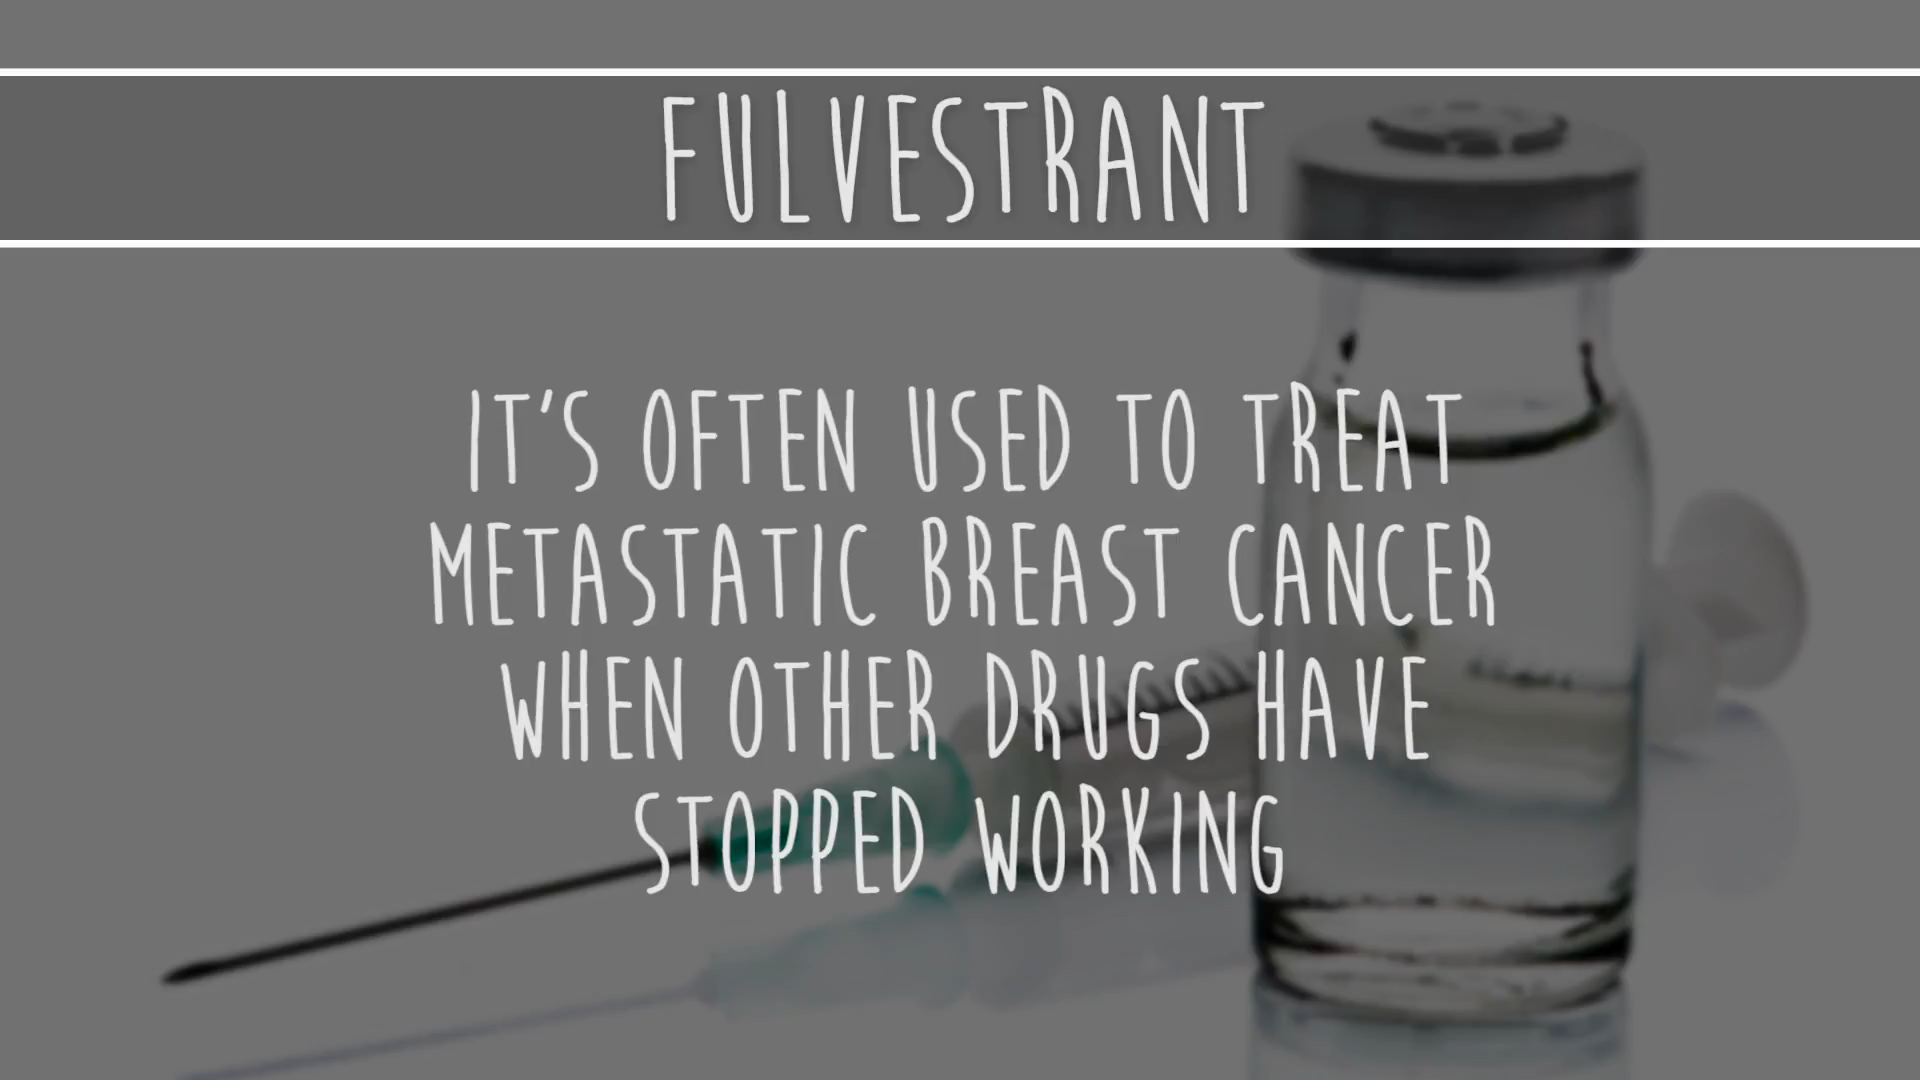 FULVESTRANT
IT'S OFTEN USED TO TREAT
METASTATIC BREAST CANCER
WHEN OTHER DRUGS HAVE
STOPPED WORKING